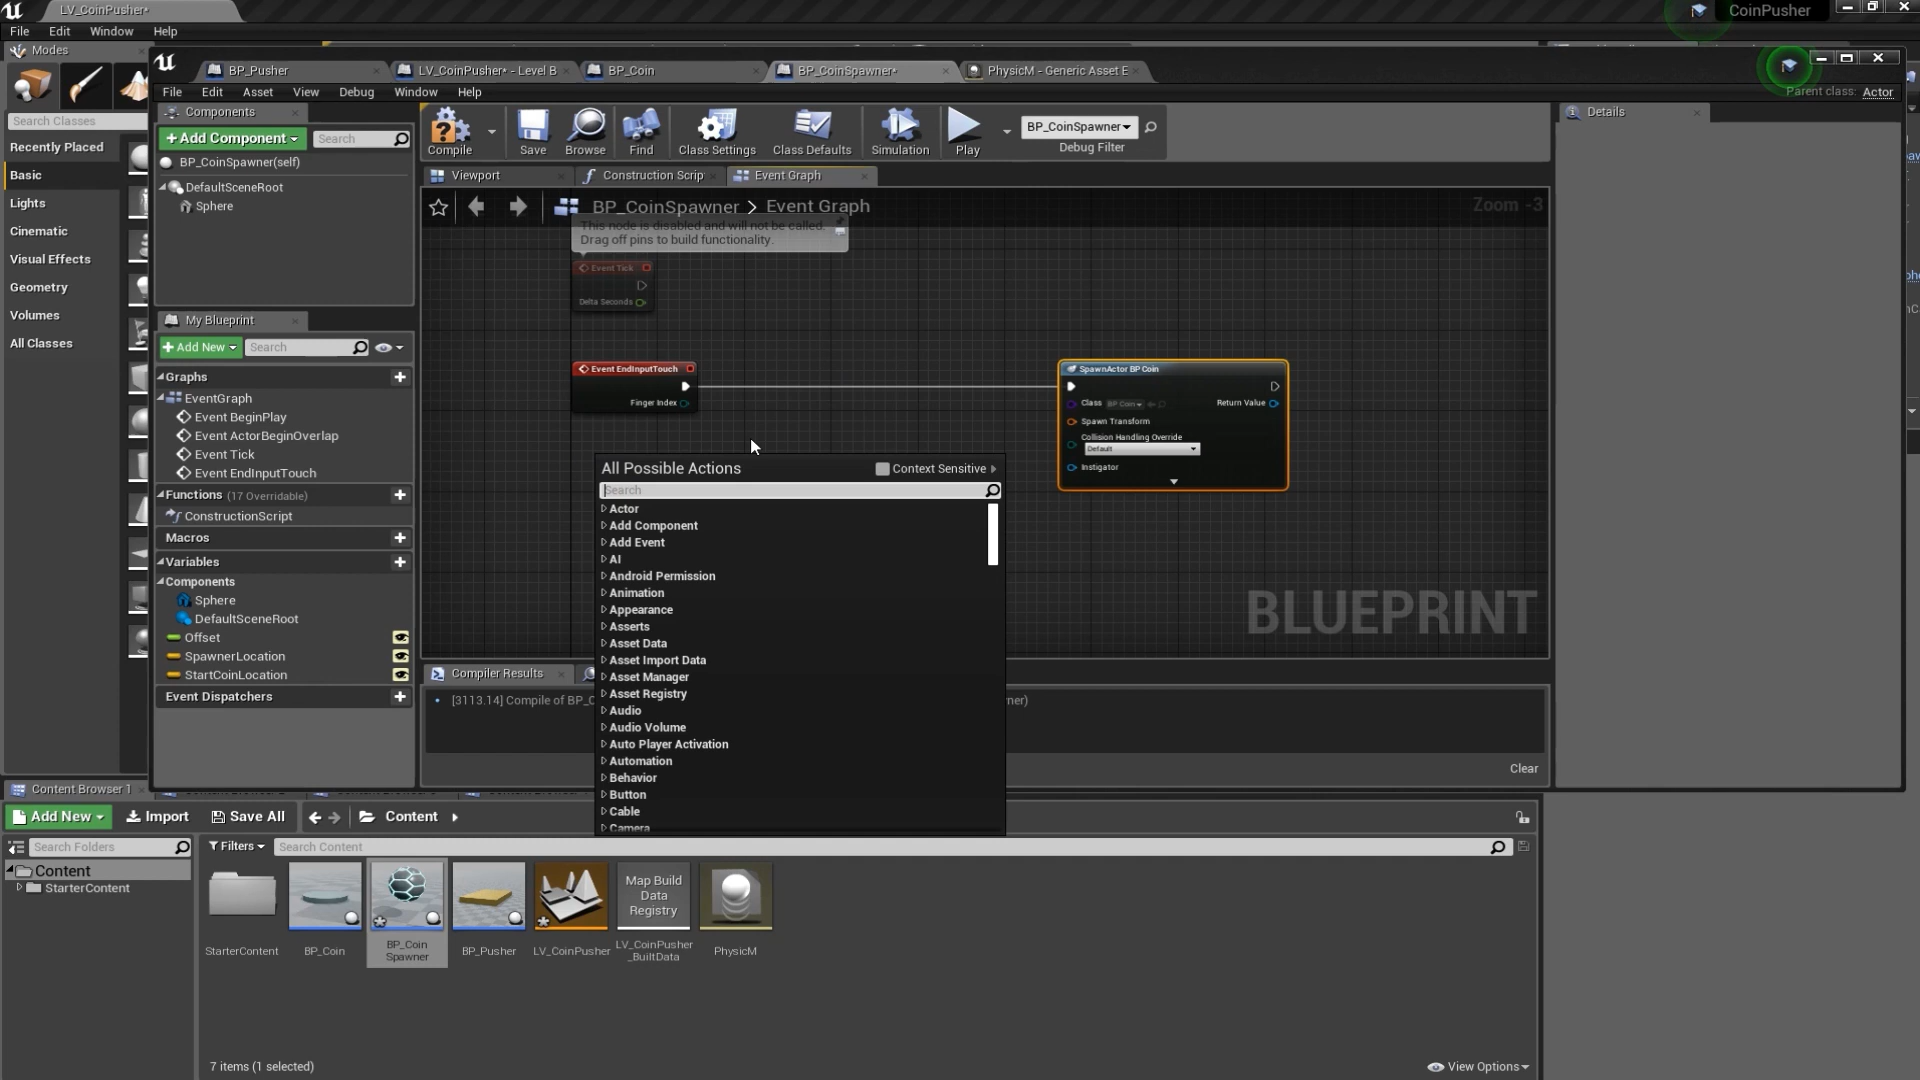 LV_CoinPusher*
CoinPusher
File Edit Window Help
Modes
BP_Pusher
LV_CoinPusher* - Level B
BP_Coin
BP_CoinSpawner*
PhysicM - Generic Asset E
File Edit Asset View Debug Window Help
Parent class: Actor
Search Classes
Recently Placed
Basic
Lights
Cinematic
Visual Effects
Geometry
Volumes
All Classes
Components
+Add Component
Search
BP_CoinSpawner(self)
DefaultSceneRoot
Sphere
My Blueprint
+Add New
Search
Graphs
EventGraph
Event BeginPlay
Event ActorBeginOverlap
Event Tick
Event EndInputTouch
Functions (17 Overridable)
ConstructionScript
Macros
Variables
Components
Sphere
DefaultSceneRoot
Offset
SpawnerLocation
StartCoinLocation
Event Dispatchers
Compile
Save
Browse
Find
Class Settings
Class Defaults
Simulation
Play
BP_CoinSpawner
Debug Filter
Details
Viewport
Construction Scrip
Event Graph
BP_CoinSpawner > Event Graph
Zoom -3
This node is disabled and will not be called.
Drag off pins to build functionality.
Event Tick
Delta Seconds
Event EndInputTouch
Finger Index
SpawnActor BP Coin
Class BP Coin
Return Value
Spawn Transform
Collision Handling Override
Default
Instigator
BLUEPRINT
All Possible Actions
Context Sensitive
Search
Actor
Add Component
Add Event
AI
Android Permission
Animation
Appearance
Asserts
Asset Data
Asset Import Data
Asset Manager
Asset Registry
Audio
Audio Volume
Auto Player Activation
Automation
Behavior
Button
Cable
Camera
Compiler Results
[3113.14] Compile of BP_C
ner)
Clear
Content Browser 1
Add New
Import
Save All
Content
Search Folders
Filters
Search Content
Content
StarterContent
StarterContent
BP_Coin
BP_Coin
Spawner
BP_Pusher
LV_CoinPusher
Map Build
Data
Registry
LV_CoinPusher
_BuiltData
PhysicM
7 items (1 selected)
View Options